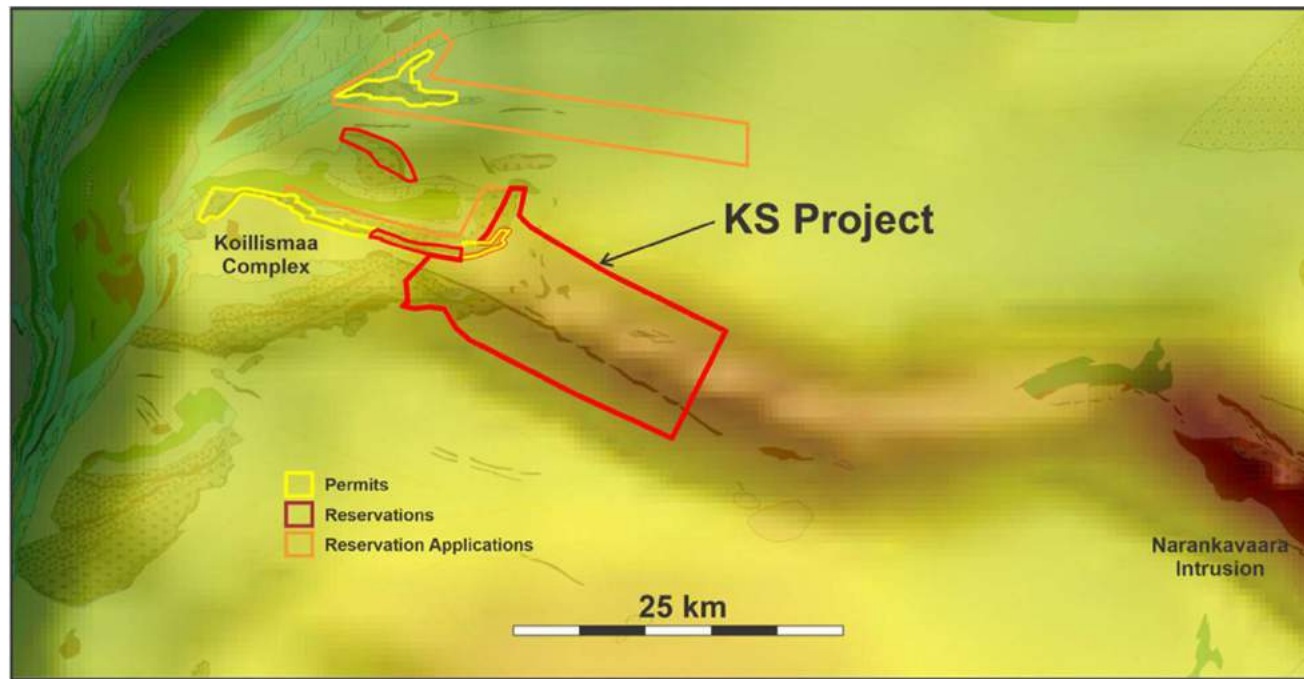 KS Project
Koillismaa
Complex
Permits
Reservations
Reservation Applications
Narankavaara
Intrusion
25 km